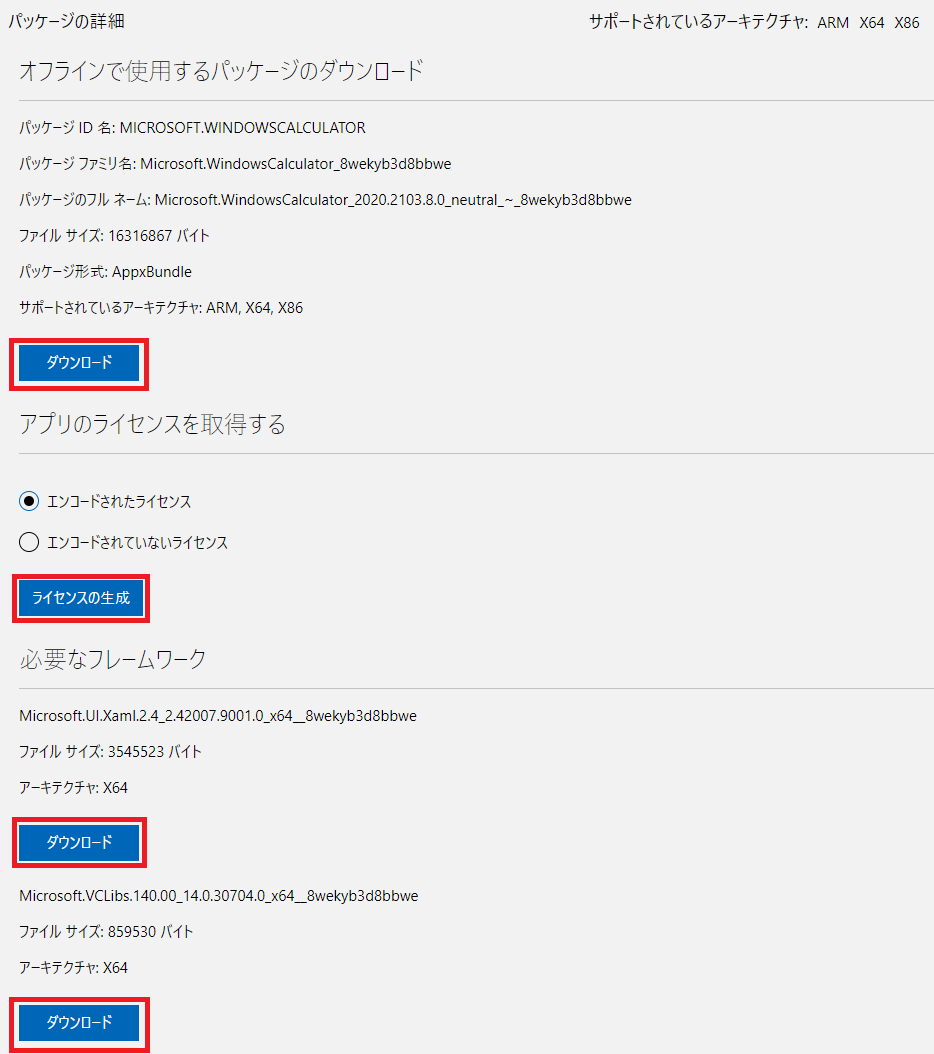 パッケージの詳細 サポートされているアーキテクチャ: ARM X64 X86
オフラインで使用するパッケージのダウンロード
パッケージ ID 名: MICROSOFT.WINDOWSCALCULATOR
パッケージ ファミリ名: Microsoft.WindowsCalculator_8wekyb3d8bbwe
パッケージのフル ネーム: Microsoft.WindowsCalculator_2020.2103.8.0_neutral_~_8wekyb3d8bbwe
ファイル サイズ: 16316867 バイト
パッケージ形式: AppxBundle
サポートされているアーキテクチャ: ARM, X64, X86
ダウンロード
アプリのライセンスを取得する
エンコードされたライセンス
エンコードされていないライセンス
ライセンスの生成
必要なフレームワーク
Microsoft.UI.Xaml.2.4_2.42007.9001.0_x64__8wekyb3d8bbwe
ファイル サイズ: 3545523 バイト
アーキテクチャ: X64
ダウンロード
Microsoft.VCLibs.140.00_14.0.30704.0_x64__8wekyb3d8bbwe
ファイル サイズ: 859530 バイト
アーキテクチャ: X64
ダウンロード